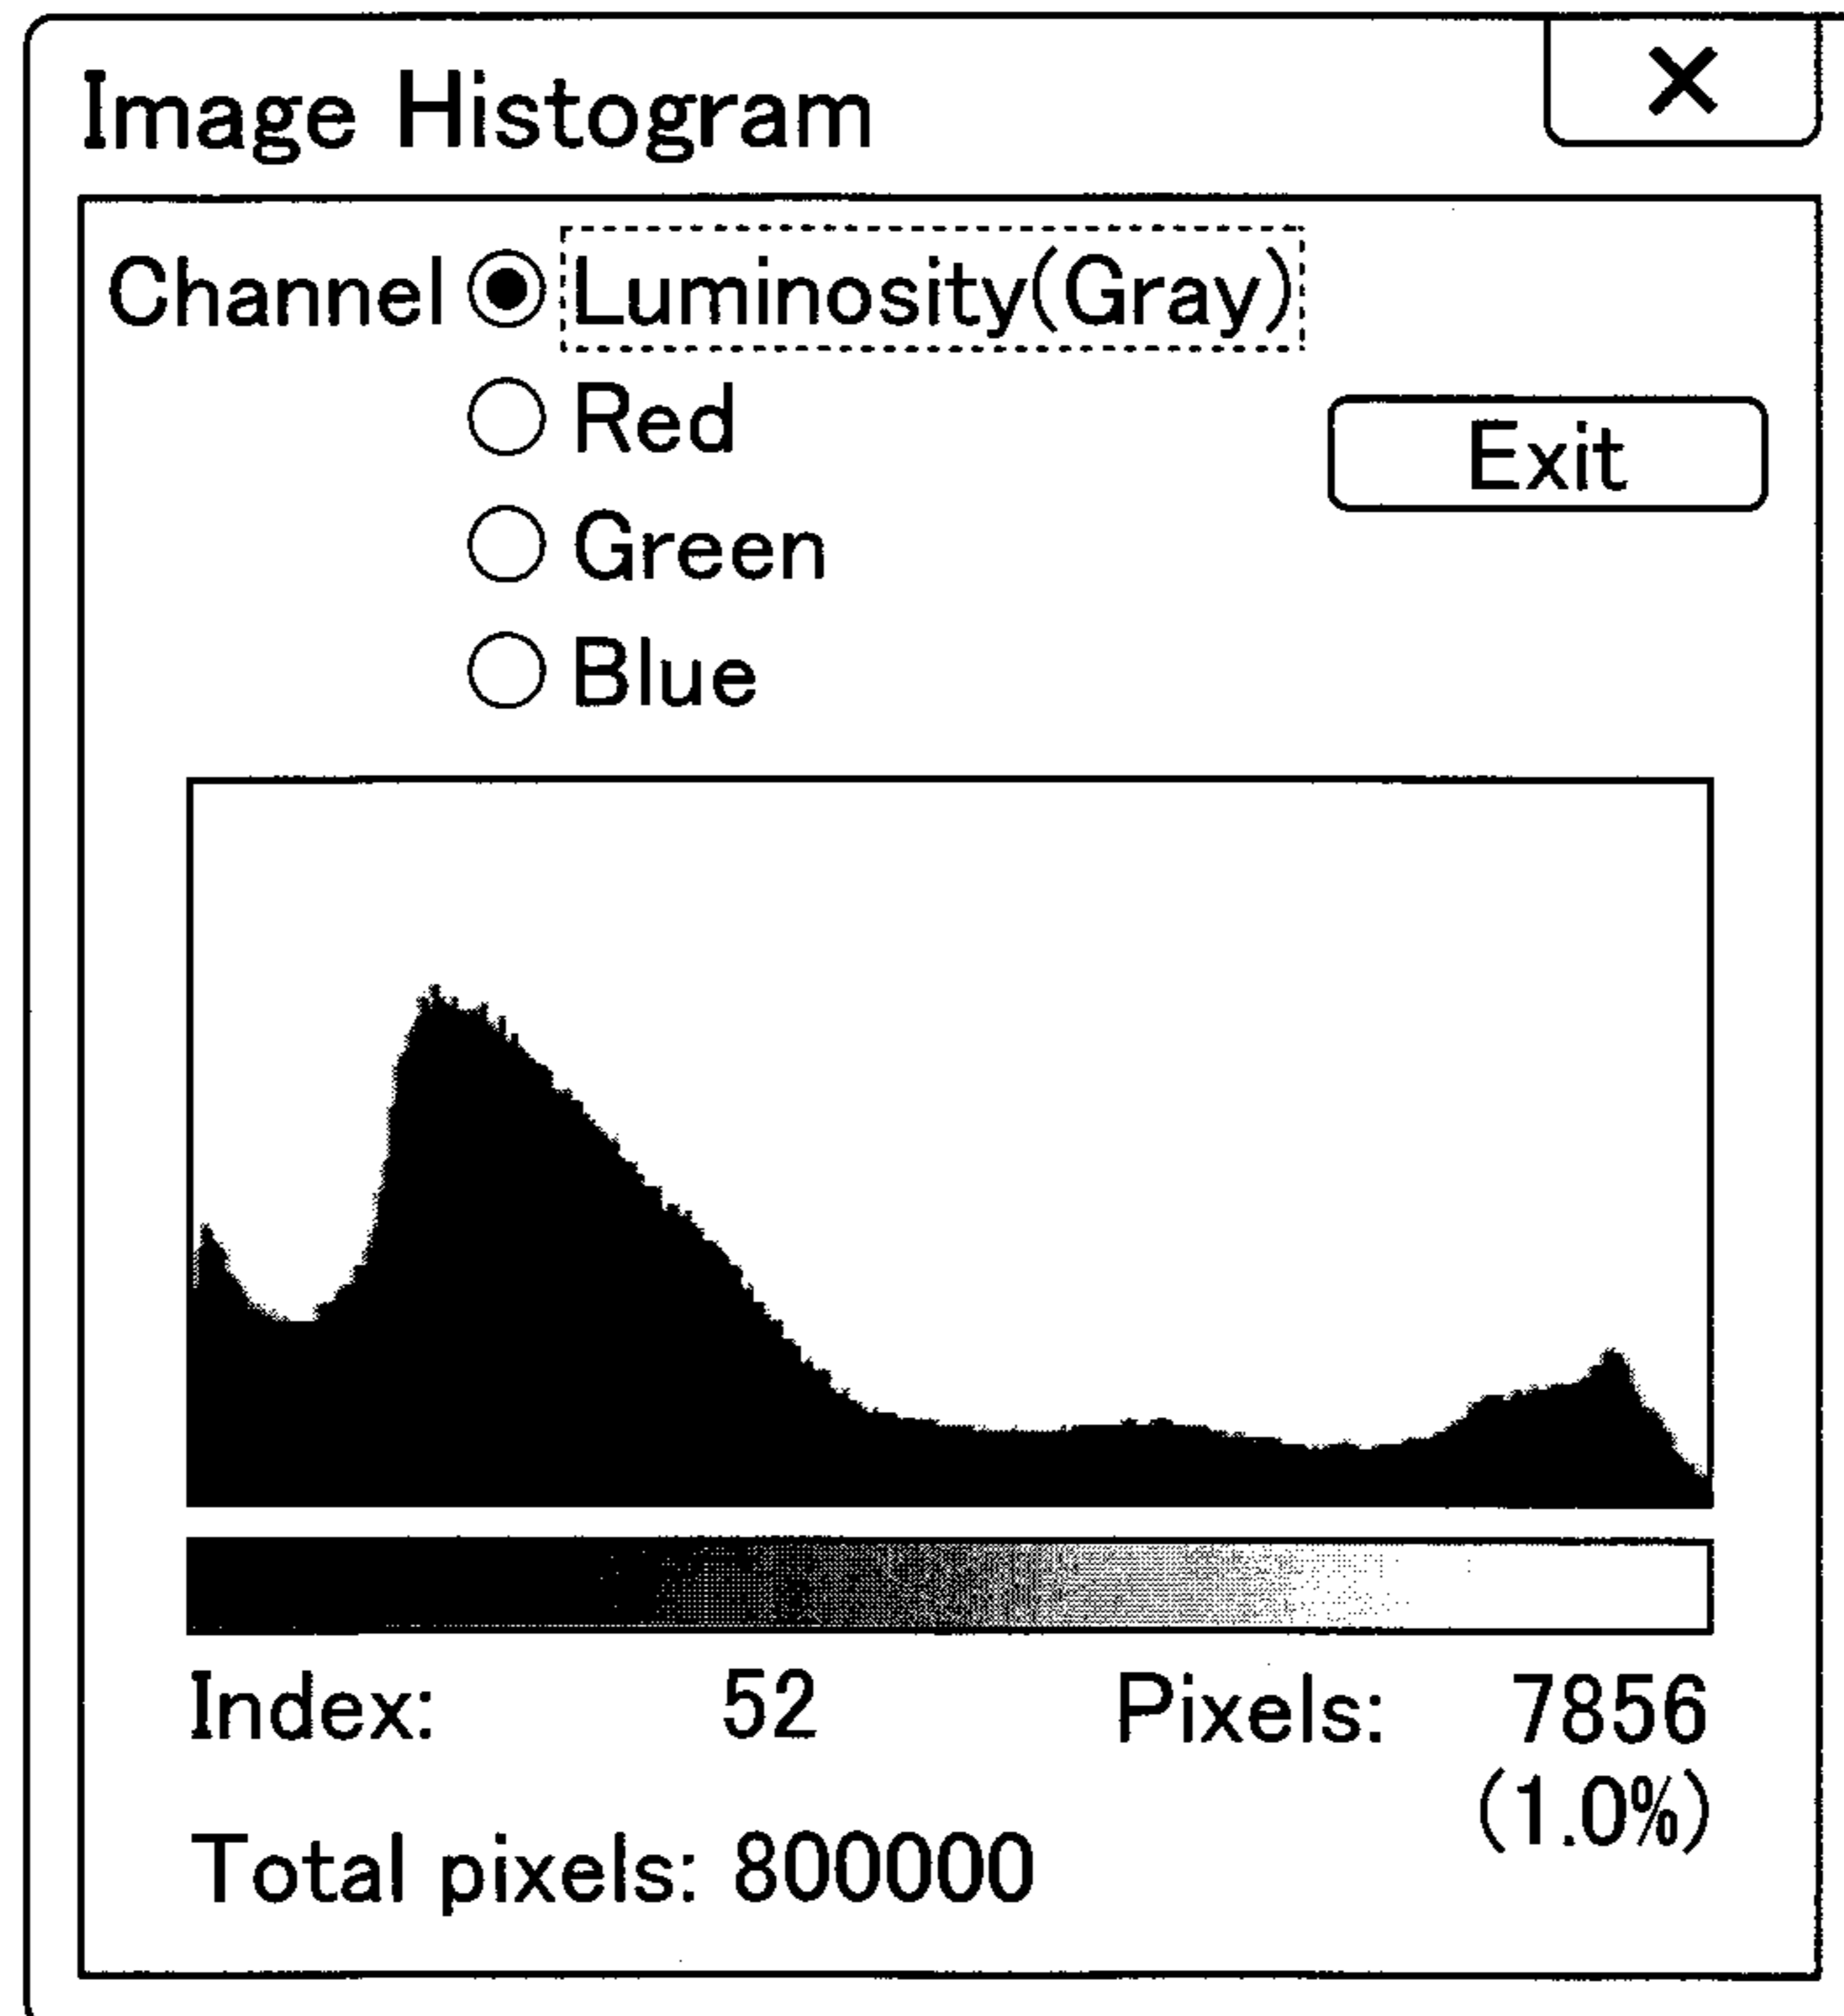 Image Histogram ×
Channel Luminosity(Gray)
Red
Exit
Green
Blue
Index: 52 Pixels: 7856
(1.0%)
Total pixels: 800000